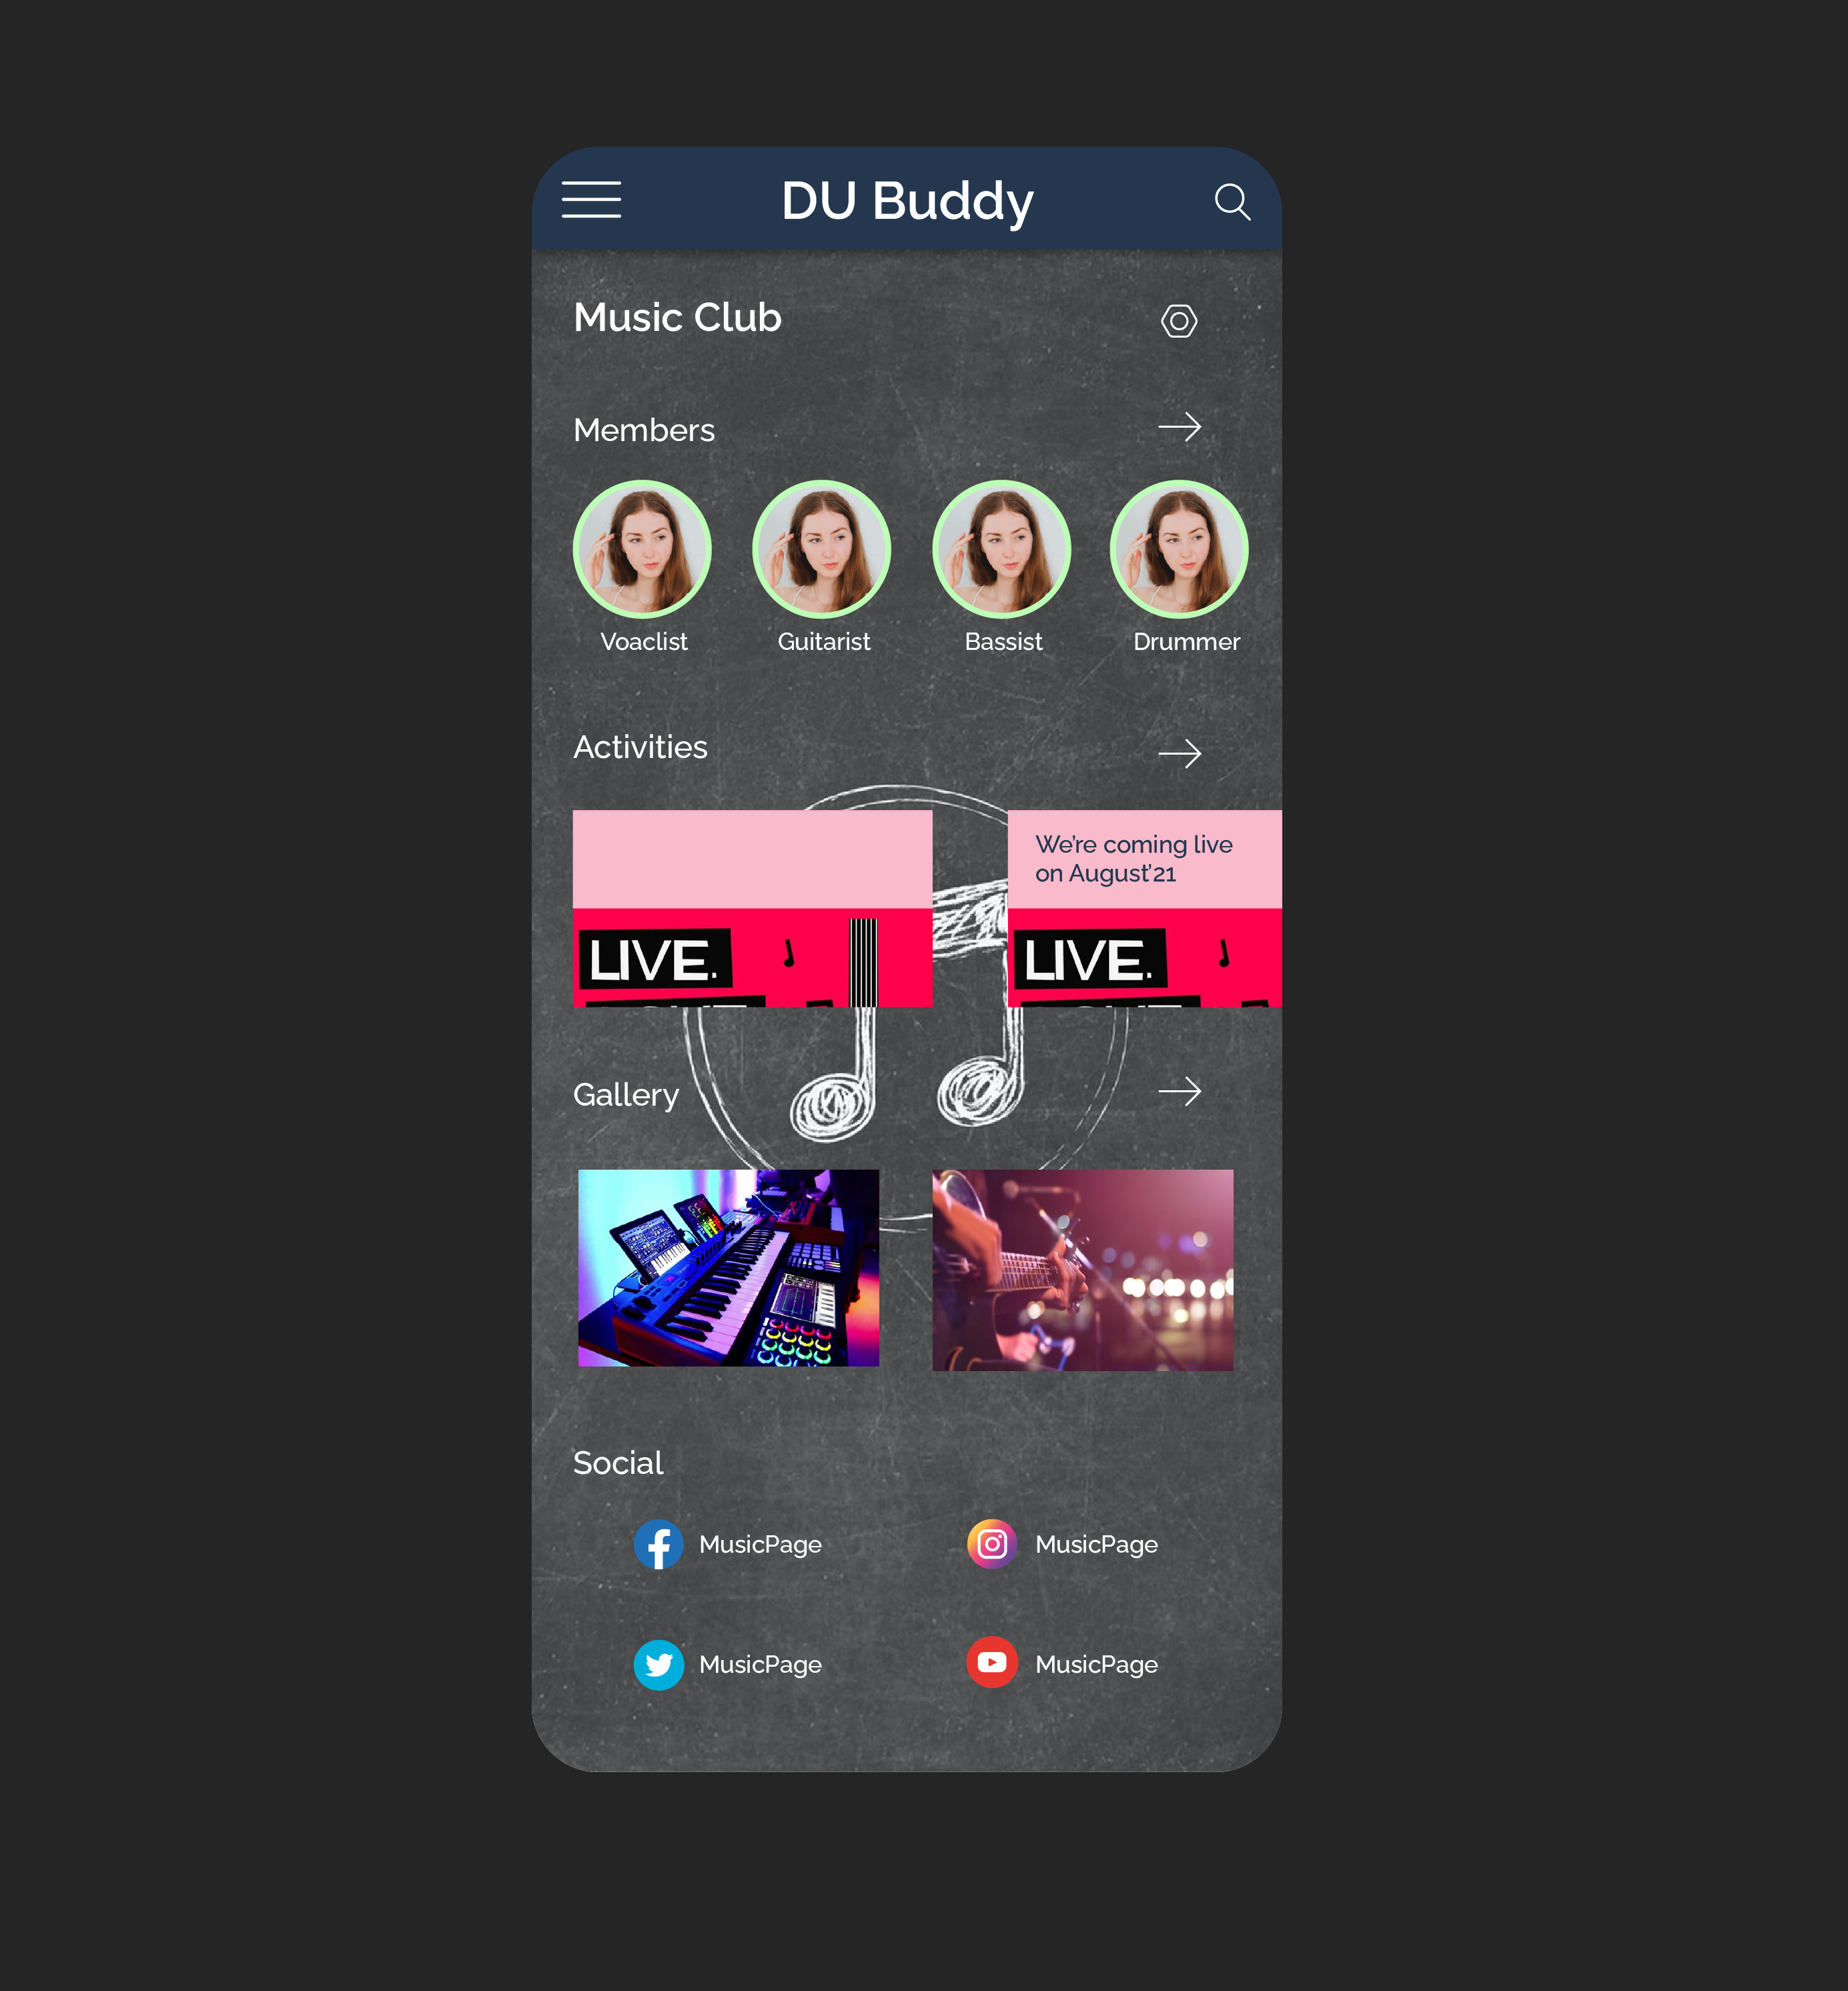 DU Buddy
Music Club
Members
Voaclist
Guitarist
Bassist
Drummer
Activities
We're coming live
on August'21
LIVE.
LIVE.
Gallery
Social
MusicPage
MusicPage
MusicPage
MusicPage